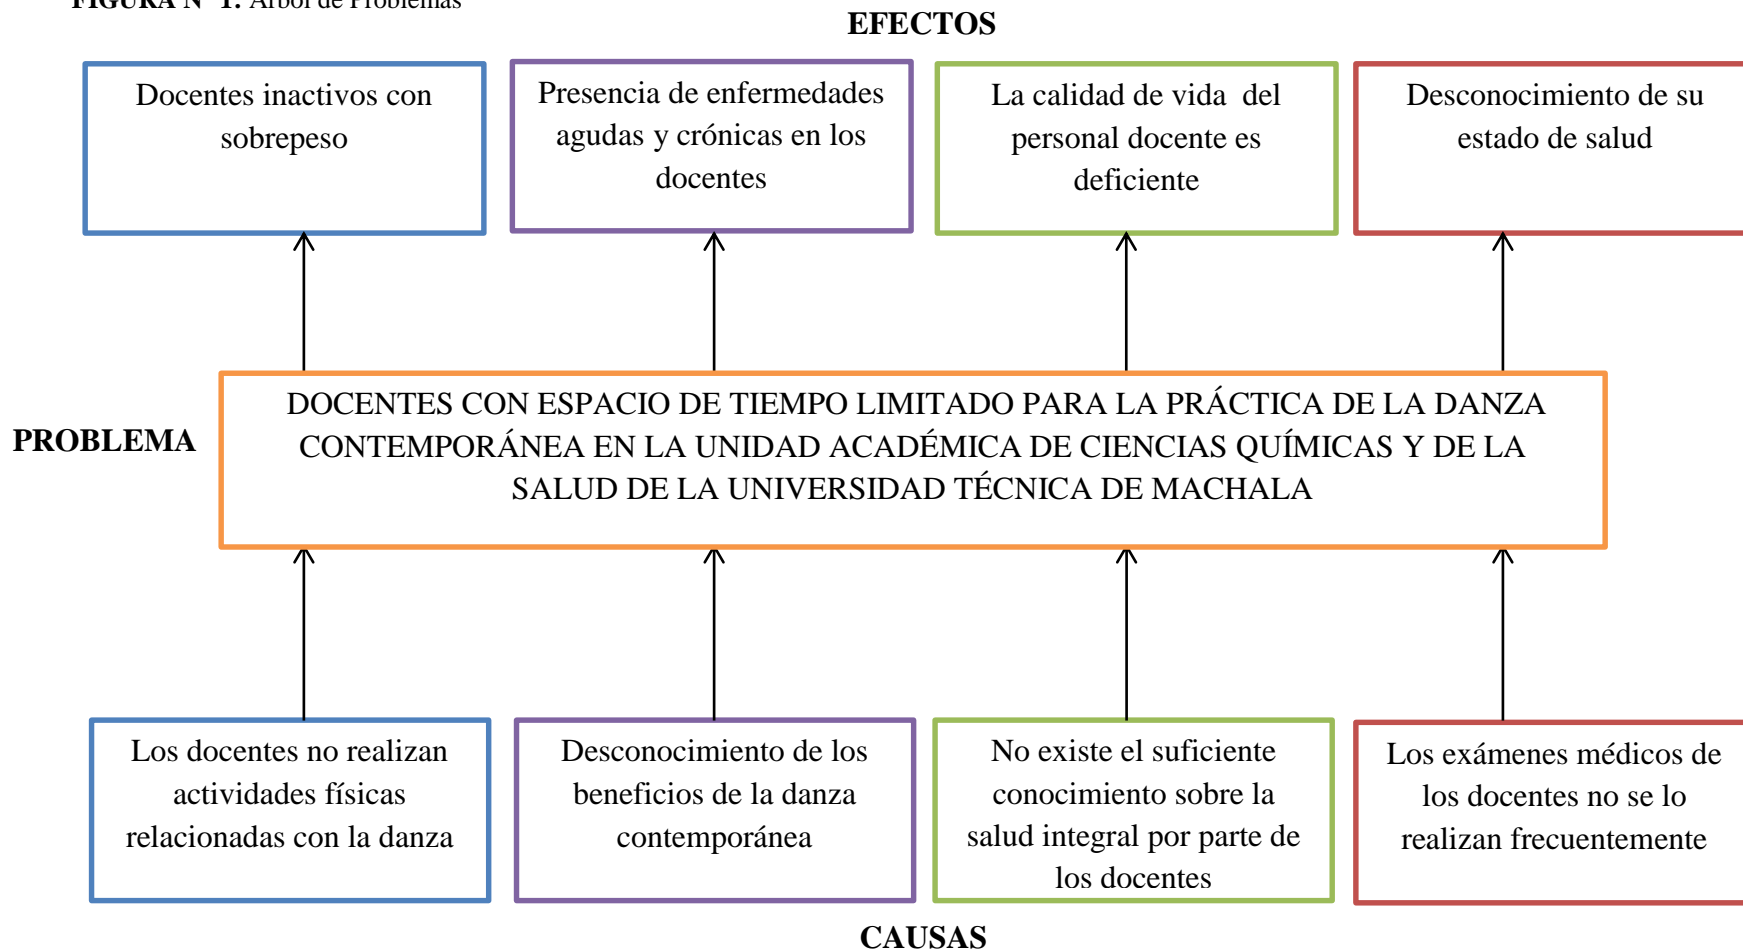 FIGURA N° 1: Árbol de Problemas
EFECTOS
Docentes inactivos con
sobrepeso
Presencia de enfermedades
agudas y crónicas en los
docentes
La calidad de vida del
personal docente es
deficiente
Desconocimiento de su
estado de salud
PROBLEMA
DOCENTES CON ESPACIO DE TIEMPO LIMITADO PARA LA PRÁCTICA DE LA DANZA
CONTEMPORÁNEA EN LA UNIDAD ACADÉMICA DE CIENCIAS QUÍMICAS Y DE LA
SALUD DE LA UNIVERSIDAD TÉCNICA DE MACHALA
Los docentes no realizan
actividades físicas
relacionadas con la danza
Desconocimiento de los
beneficios de la danza
contemporánea
No existe el suficiente
conocimiento sobre la
salud integral por parte de
los docentes
Los exámenes médicos de
los docentes no se lo
realizan frecuentemente
CAUSAS